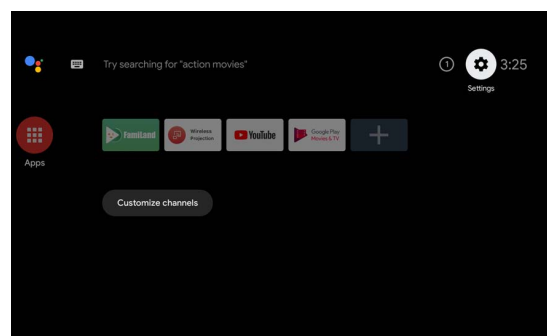 Try searching for "action movies"
1
3:25
Settings
Apps
Familand
Wireless
Projection
YouTube
Google Play
Movies & TV
Customize channels